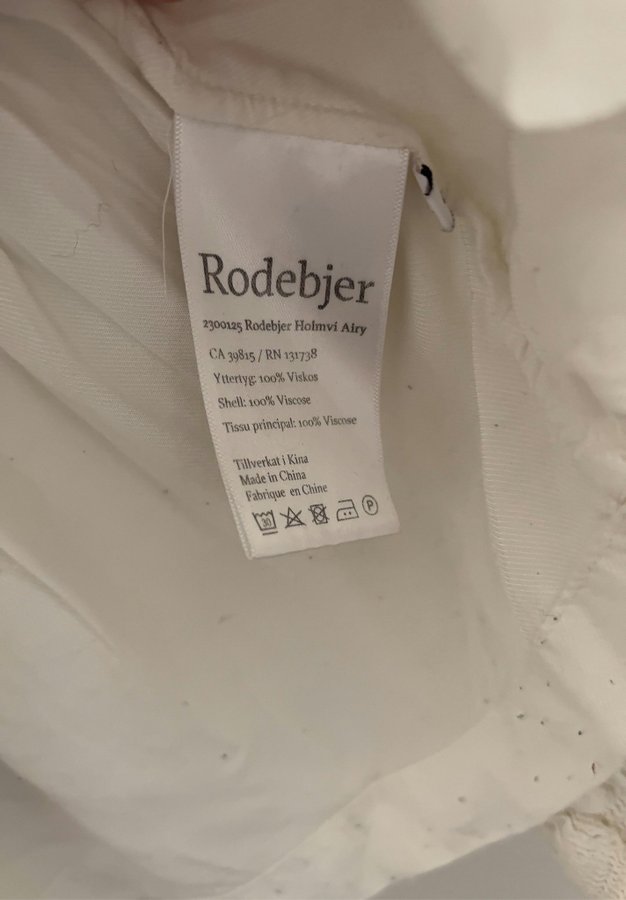 Rodebjer
2300125 Rodebjer Holmvi Airy
CA 39815 / RN 131738
Yttertyg: 100% Viskos
Shell: 100% Viscose
Tissu principal: 100% Viscose
Tillverkat i Kina
Made in China
Fabrique en Chine
30 P